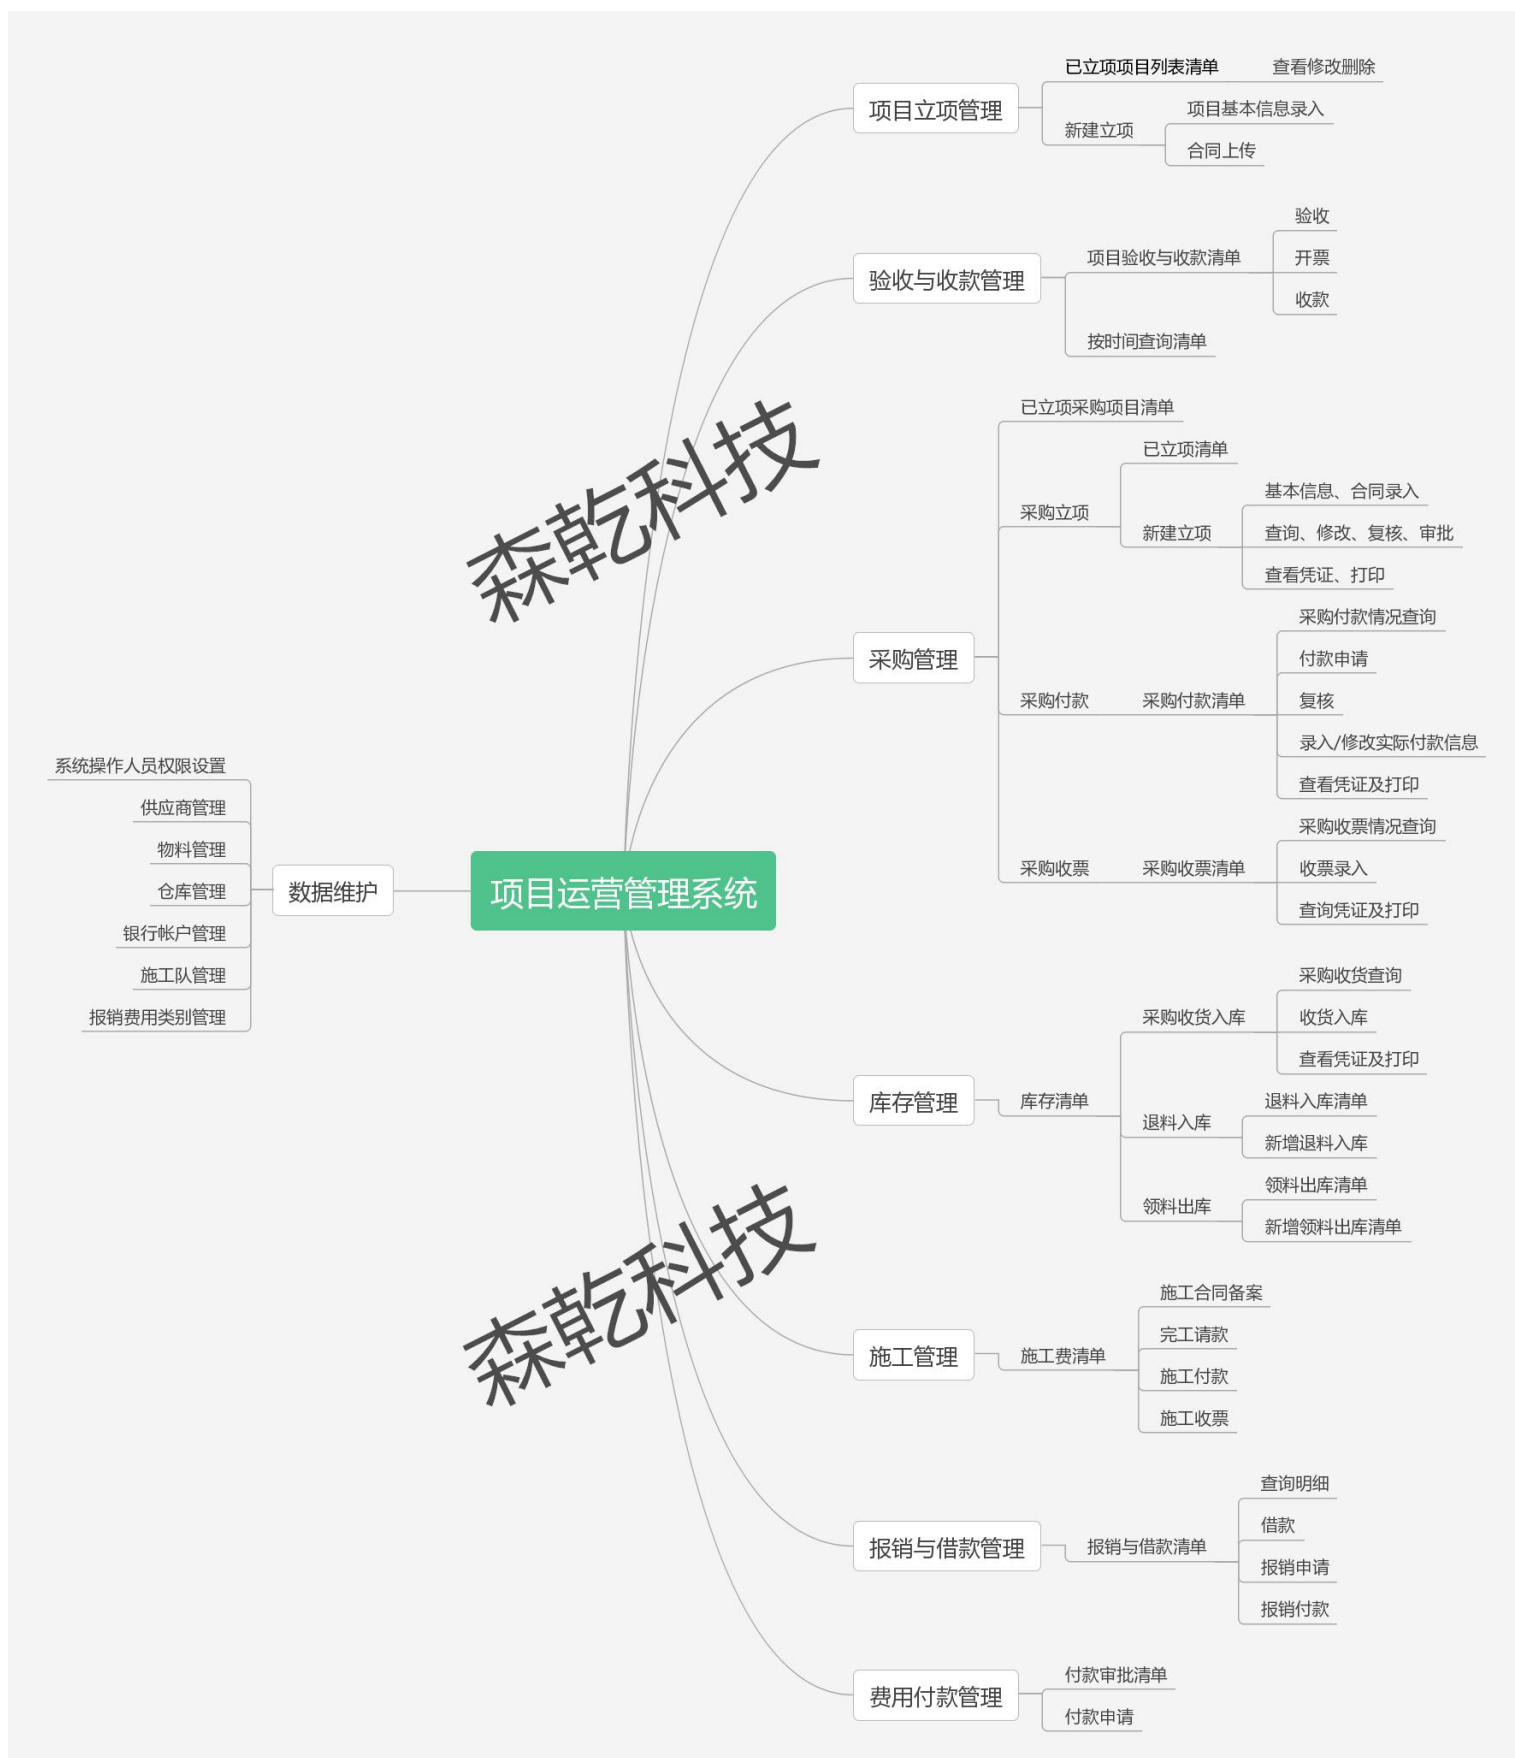 已立项项目列表清单 查看修改删除
项目立项管理
项目基本信息录入
新建立项
合同上传
验收
项目验收与收款清单
开票
验收与收款管理
收款
按时间查询清单
已立项采购项目清单
已立项清单
采购立项
基本信息、合同录入
新建立项
查询、修改、复核、审批
查看凭证、打印
采购管理
采购付款情况查询
付款申请
采购付款
采购付款清单
复核
录入/修改实际付款信息
查看凭证及打印
采购收票情况查询
采购收票
采购收票清单
收票录入
查询凭证及打印
森乾科技
系统操作人员权限设置
供应商管理
物料管理
仓库管理
银行帐户管理
施工队管理
报销费用类别管理
数据维护
项目运营管理系统
采购收货查询
采购收货入库
收货入库
查看凭证及打印
库存管理
库存清单
退料入库清单
退料入库
新增退料入库
领料出库清单
领料出库
新增领料出库清单
森乾科技
施工合同备案
完工请款
施工管理
施工费清单
施工付款
施工收票
查询明细
借款
报销与借款管理
报销与借款清单
报销申请
报销付款
费用付款管理
付款审批清单
付款申请